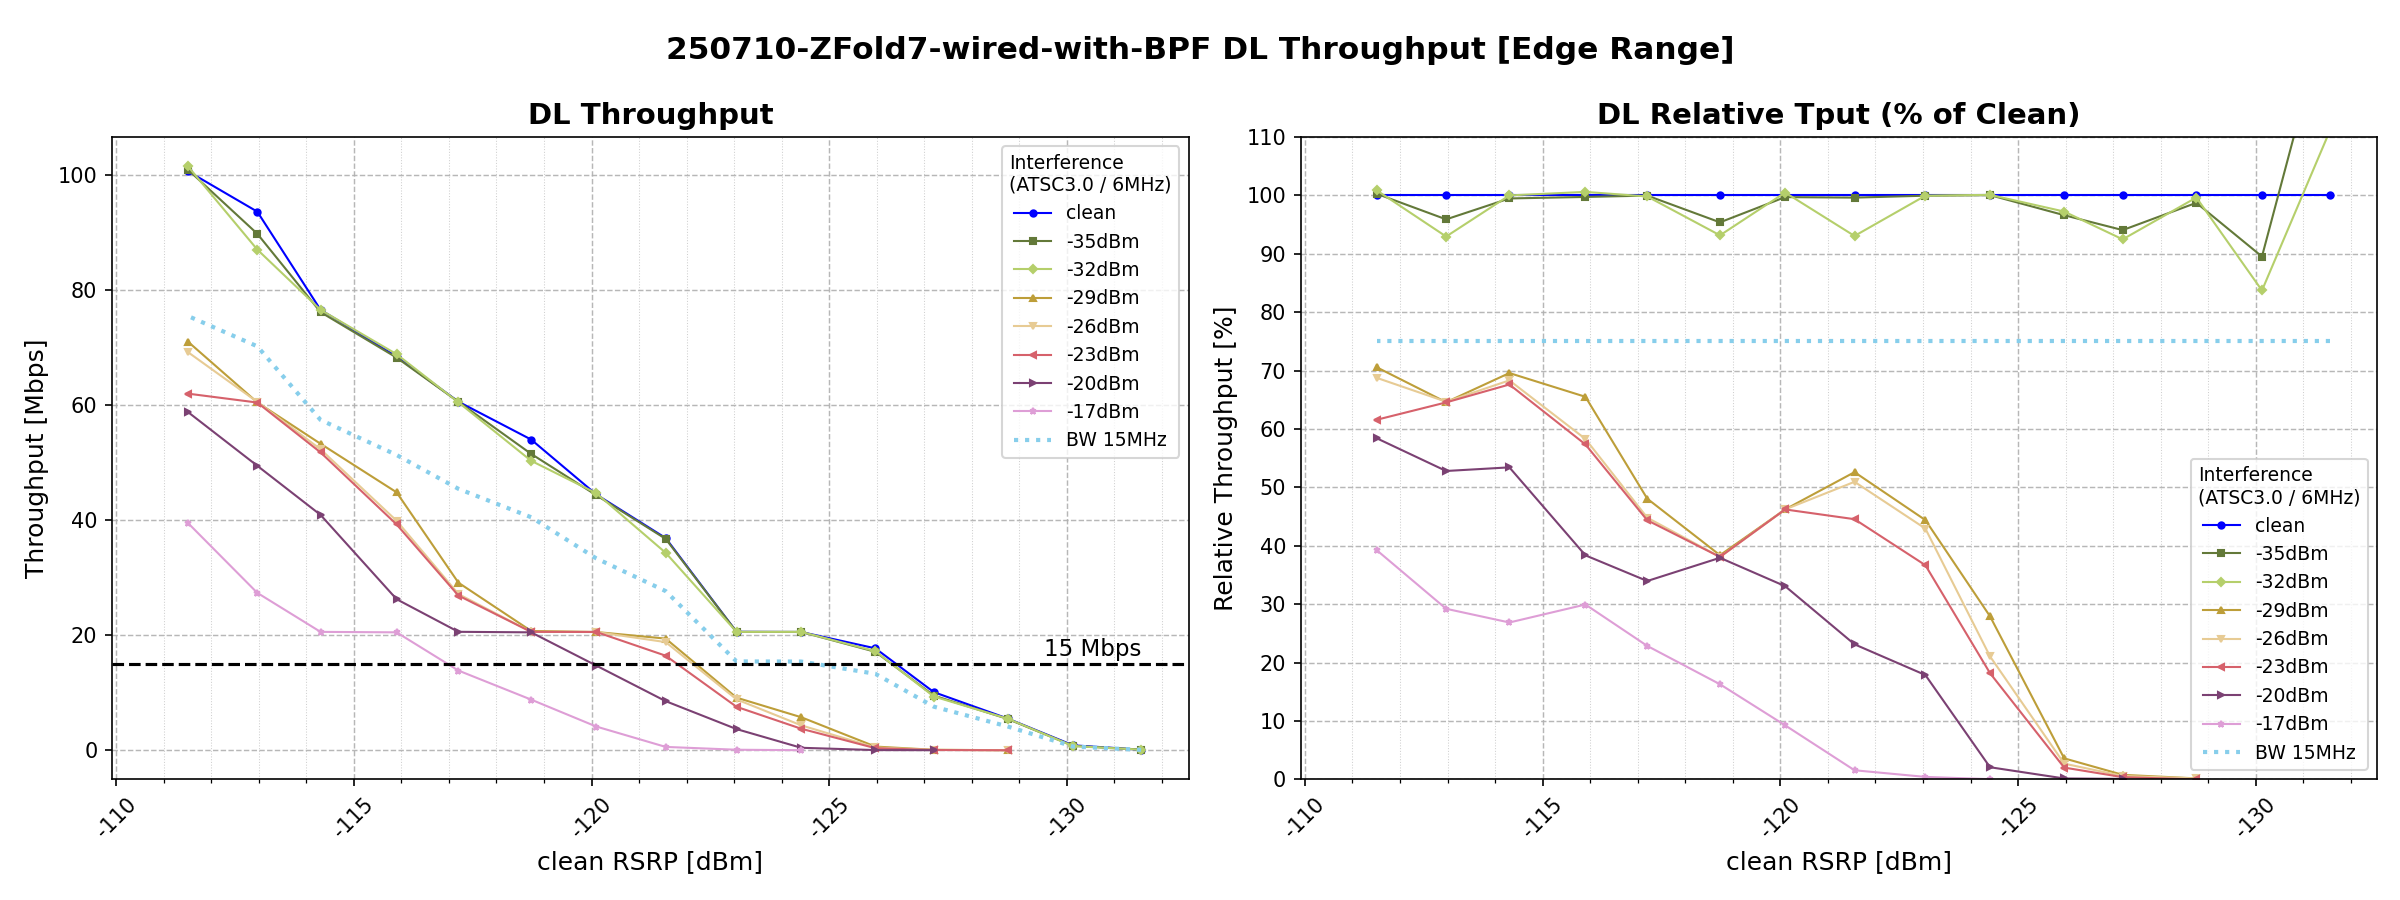 250710-ZFold7-wired-with-BPF DL Throughput [Edge Range]
DL Throughput
Throughput [Mbps]
100
80
60
40
20
0
-110
-115
-120
-125
-130
clean RSRP [dBm]
15 Mbps
Interference
(ATSC3.0 / 6MHz)
clean
-35dBm
-32dBm
-29dBm
-26dBm
-23dBm
-20dBm
-17dBm
BW 15MHz
DL Relative Tput (% of Clean)
Relative Throughput [%]
110
100
90
80
70
60
50
40
30
20
10
0
-110
-115
-120
-125
-130
clean RSRP [dBm]
Interference
(ATSC3.0 / 6MHz)
clean
-35dBm
-32dBm
-29dBm
-26dBm
-23dBm
-20dBm
-17dBm
BW 15MHz